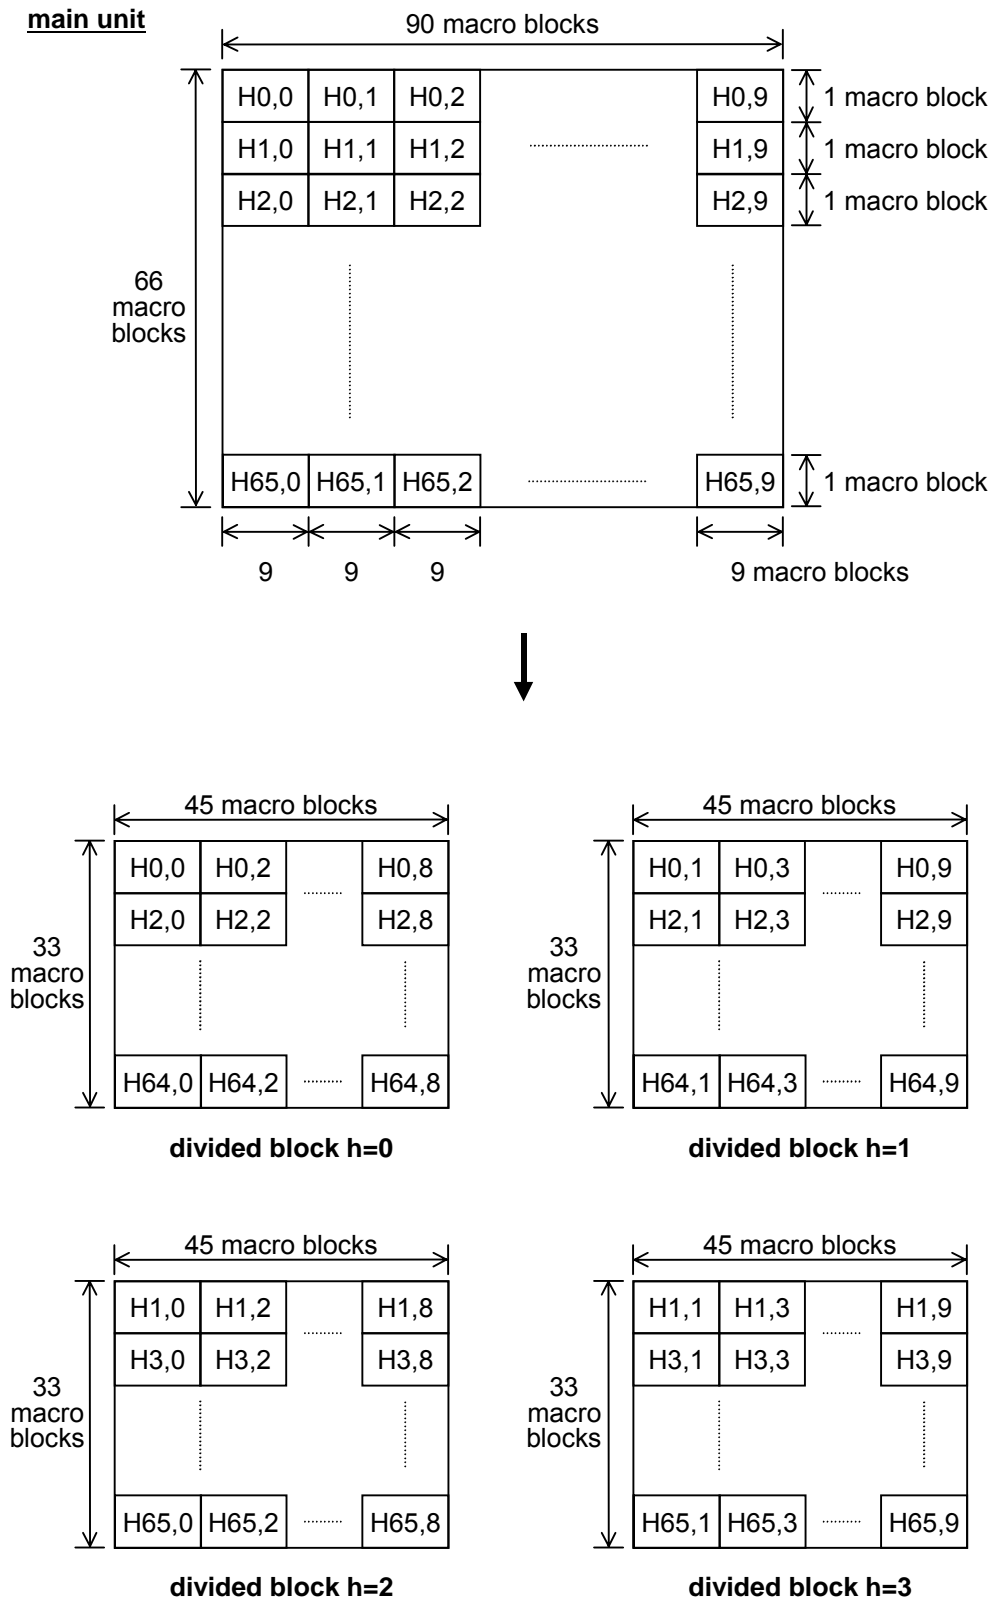 main unit
90 macro blocks
H0,0 H0,1 H0,2 H0,9 1 macro block
H1,0 H1,1 H1,2 H1,9 1 macro block
H2,0 H2,1 H2,2 H2,9 1 macro block
66
macro
blocks
H65,0 H65,1 H65,2 H65,9 1 macro block
9 9 9 9 macro blocks
45 macro blocks
H0,0 H0,2 H0,8
H2,0 H2,2 H2,8
33
macro
blocks
H64,0 H64,2 H64,8
divided block h=0
45 macro blocks
H0,1 H0,3 H0,9
H2,1 H2,3 H2,9
33
macro
blocks
H64,1 H64,3 H64,9
divided block h=1
45 macro blocks
H1,0 H1,2 H1,8
H3,0 H3,2 H3,8
33
macro
blocks
H65,0 H65,2 H65,8
divided block h=2
45 macro blocks
H1,1 H1,3 H1,9
H3,1 H3,3 H3,9
33
macro
blocks
H65,1 H65,3 H65,9
divided block h=3